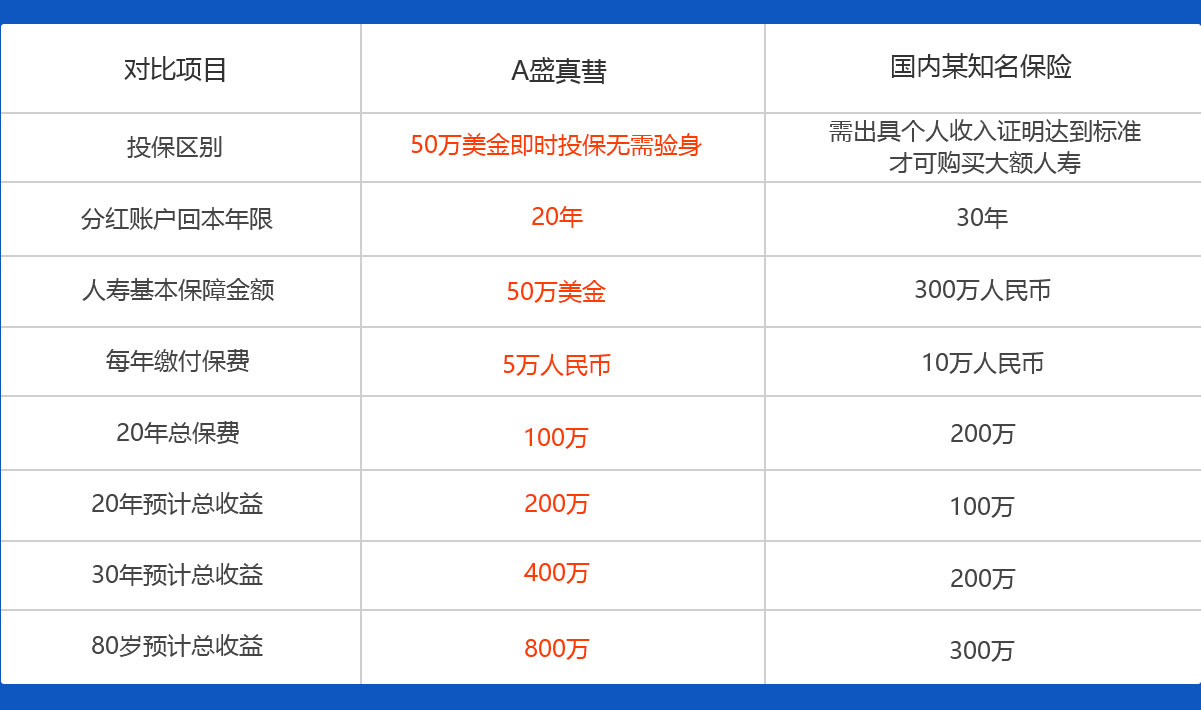 对比项目
A盛真彗
国内某知名保险
投保区别
50万美金即时投保无需验身
需出具个人收入证明达到标准
才可购买大额人寿
分红账户回本年限
20年
30年
人寿基本保障金额
50万美金
300万人民币
每年缴付保费
5万人民币
10万人民币
20年总保费
100万
200万
20年预计总收益
200万
100万
30年预计总收益
400万
200万
80岁预计总收益
800万
300万